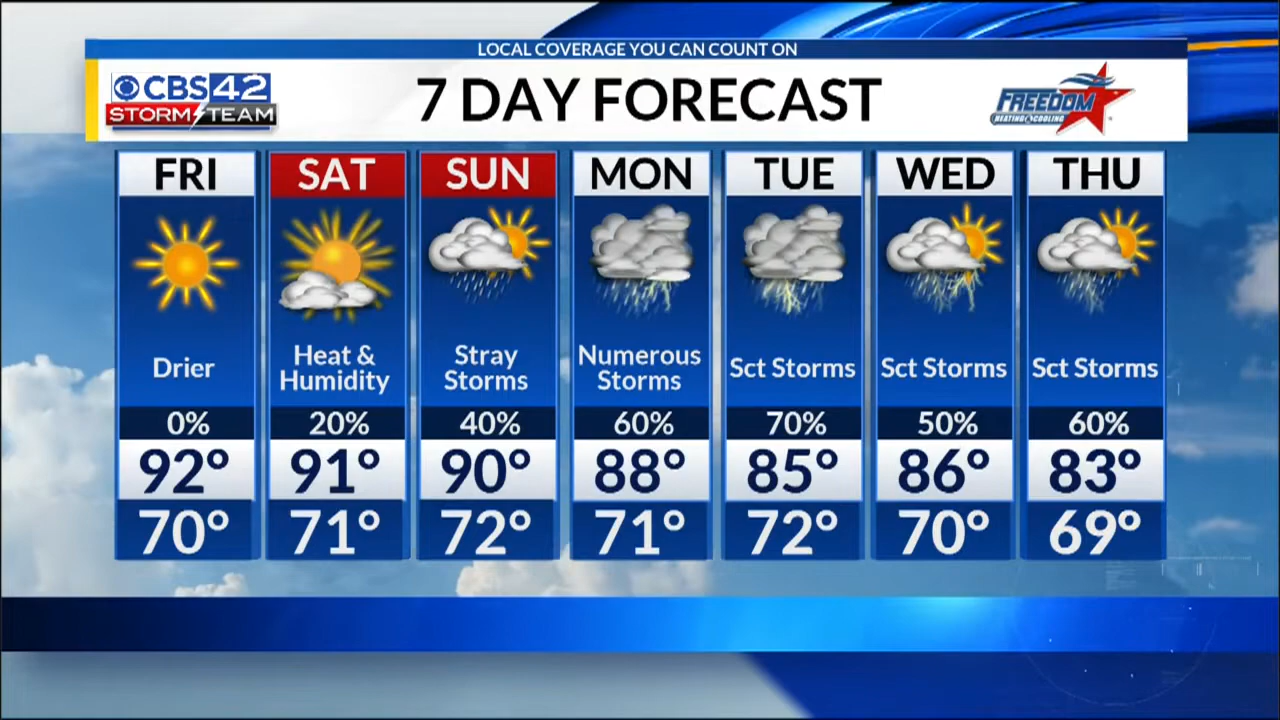 LOCAL COVERAGE YOU CAN COUNT ON
CBS 42
STORM TEAM
7 DAY FORECAST
FREEDOM
HEATING & COOLING
FRI SAT SUN MON TUE WED THU
Drier
Heat &
Humidity
Stray
Storms
Numerous
Storms
Sct Storms
Sct Storms
Sct Storms
0% 20% 40% 60% 70% 50% 60%
92° 91° 90° 88° 85° 86° 83°
70° 71° 72° 71° 72° 70° 69°